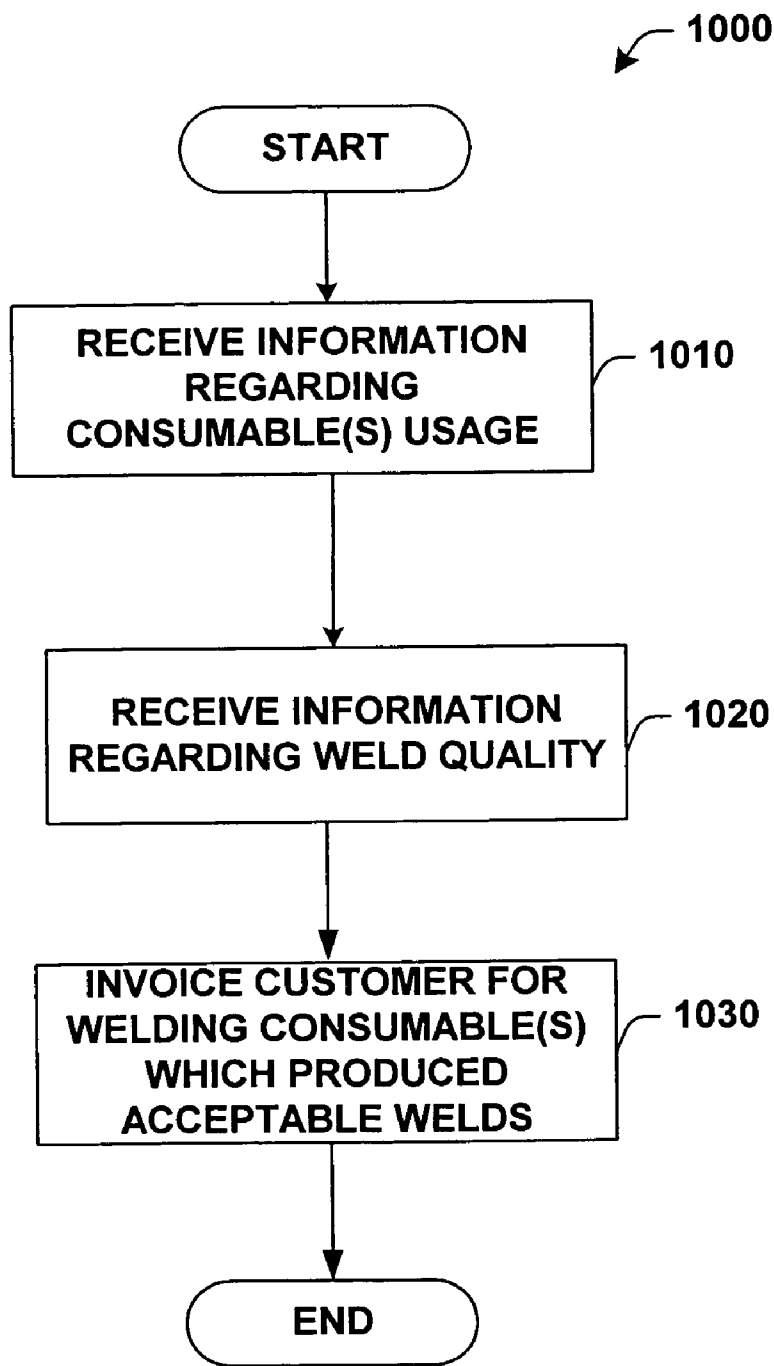 1000
START
RECEIVE INFORMATION
REGARDING
CONSUMABLE(S) USAGE
1010
RECEIVE INFORMATION
REGARDING WELD QUALITY
1020
INVOICE CUSTOMER FOR
WELDING CONSUMABLE(S)
WHICH PRODUCED
ACCEPTABLE WELDS
1030
END